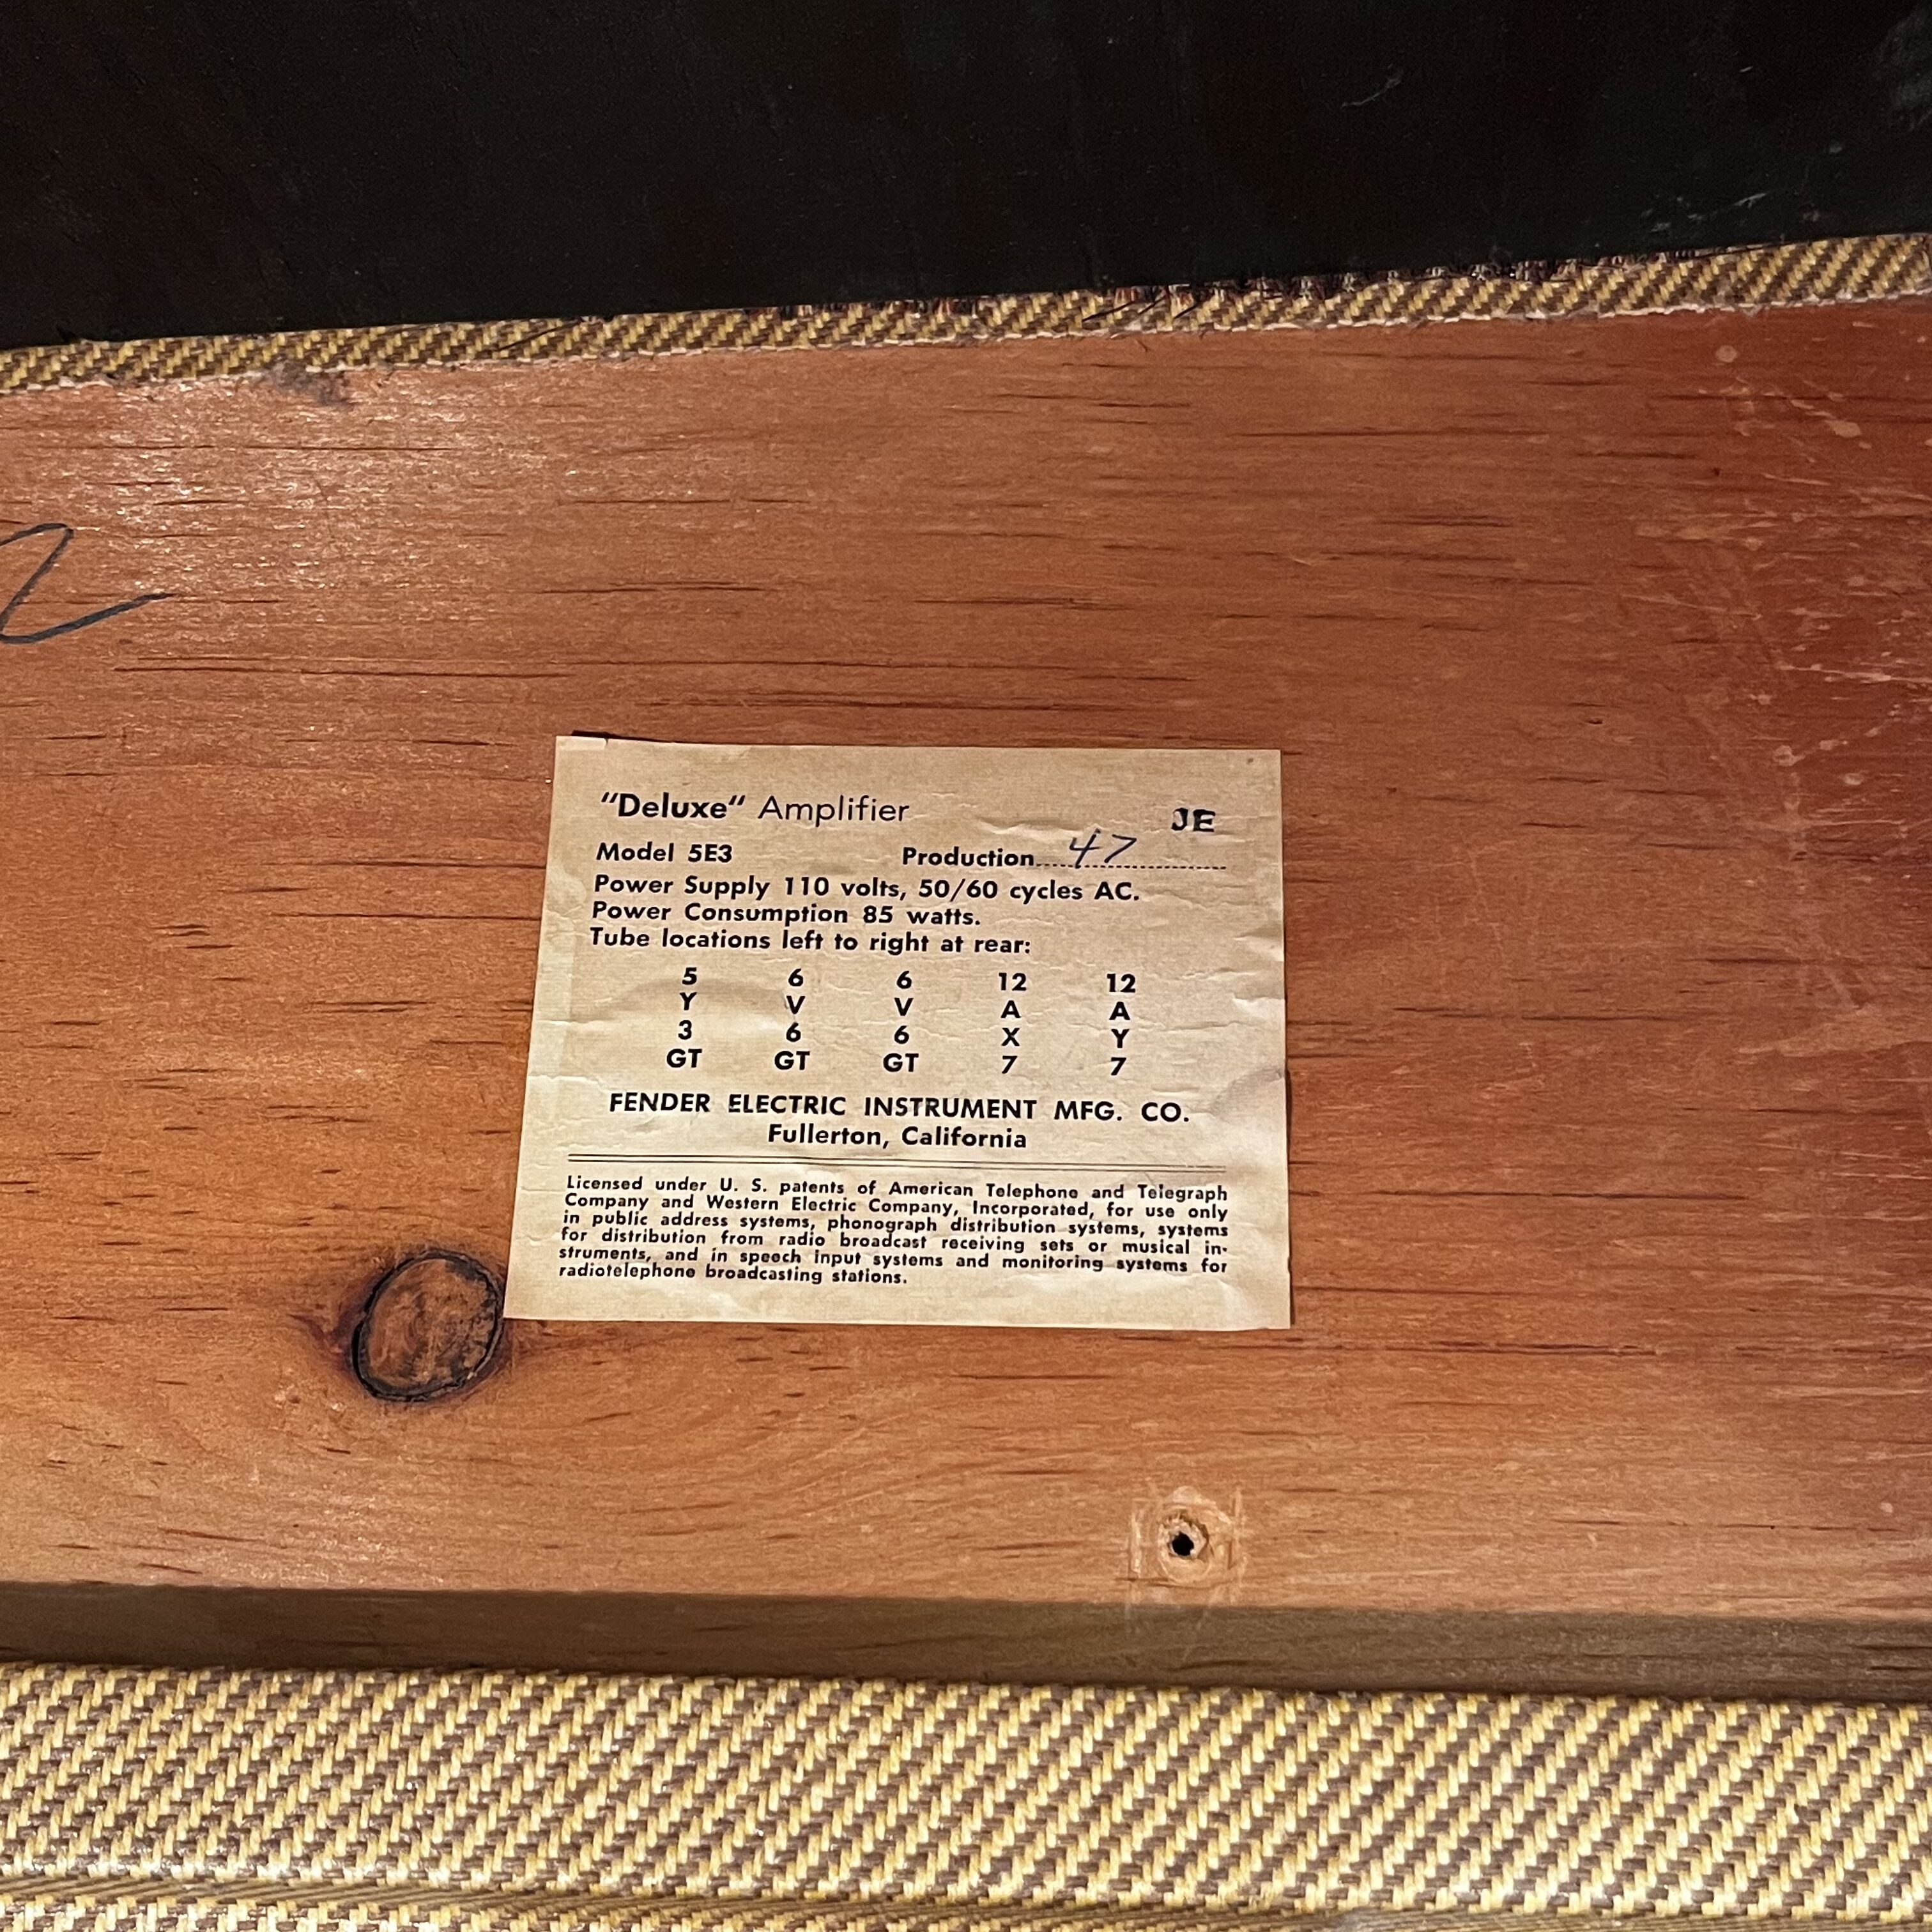 2
"Deluxe" Amplifier JE
Model 5E3 Production 47
Power Supply 110 volts, 50/60 cycles AC.
Power Consumption 85 watts.
Tube locations left to right at rear:
5 6 6 12 12
Y V V A A
3 6 6 X Y
GT GT GT 7 7
FENDER ELECTRIC INSTRUMENT MFG. CO.
Fullerton, California
Licensed under U. S. patents of American Telephone and Telegraph
Company and Western Electric Company, Incorporated, for use only
in public address systems, phonograph distribution systems, systems
for distribution from radio broadcast receiving sets or musical in-
struments, and in speech input systems and monitoring systems for
radiotelephone broadcasting stations.